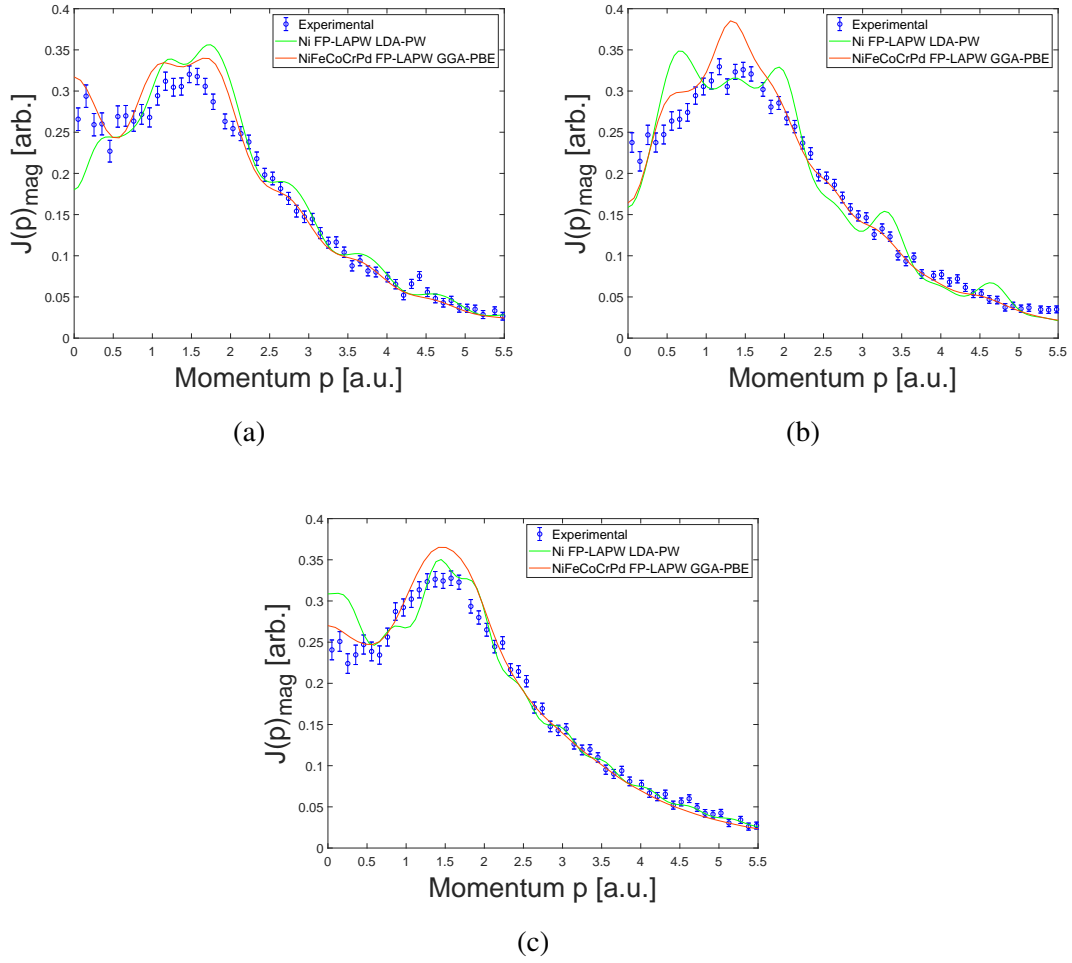 0.4
0.35
0.3
0.25
0.2
0.15
0.1
0.05
0
J(p)mag [arb.]
Experimental
Ni FP-LAPW LDA-PW
NiFeCoCrPd FP-LAPW GGA-PBE
0 0.5 1 1.5 2 2.5 3 3.5 4 4.5 5 5.5
Momentum p [a.u.]
(a)
0.4
0.35
0.3
0.25
0.2
0.15
0.1
0.05
0
J(p)mag [arb.]
Experimental
Ni FP-LAPW LDA-PW
NiFeCoCrPd FP-LAPW GGA-PBE
0 0.5 1 1.5 2 2.5 3 3.5 4 4.5 5 5.5
Momentum p [a.u.]
(b)
0.4
0.35
0.3
0.25
0.2
0.15
0.1
0.05
0
J(p)mag [arb.]
Experimental
Ni FP-LAPW LDA-PW
NiFeCoCrPd FP-LAPW GGA-PBE
0 0.5 1 1.5 2 2.5 3 3.5 4 4.5 5 5.5
Momentum p [a.u.]
(c)